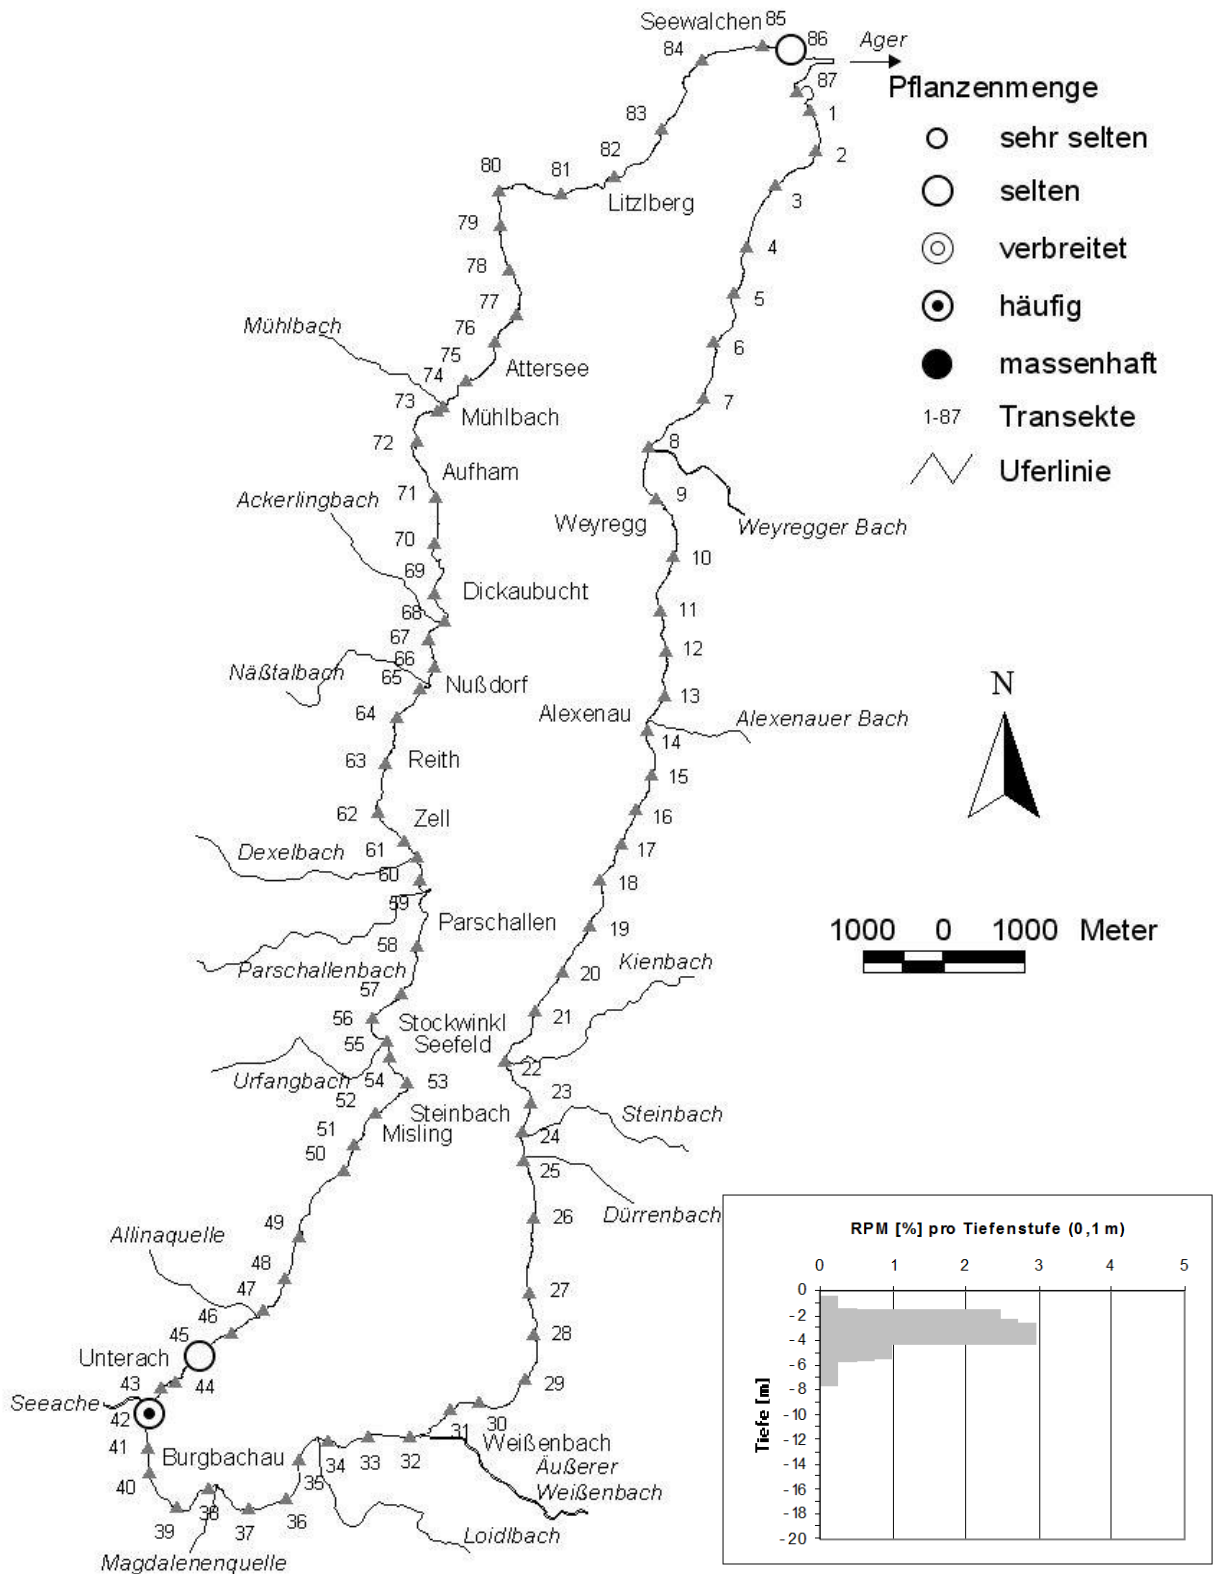 Seewalchen
85
86
84
Ager
87
Pflanzenmenge
1
sehr selten
83
2
82
80
81
selten
3
Litzlberg
79
4
verbreitet
78
5
77
häufig
Mühlbach
76
6
75
Attersee
massenhaft
74
7
73
Mühlbach
1-87
Transekte
72
8
Aufham
Uferlinie
71
9
Ackerlingbach
Weyregg
Weyregger Bach
70
10
69
Dickaubucht
68
11
67
12
66
Näßtalbach
65
Nußdorf
13
N
64
Alexenau
Alexenauer Bach
14
63
Reith
15
62
Zell
16
61
17
Dexelbach
60
18
59
Parschallen
19
1000 0 1000 Meter
58
20
Kienbach
Parschallenbach
57
21
56
Stockwinkl
55
Seefeld
22
Urfangbach
54
53
23
52
Steinbach
Steinbach
51
Misling
24
50
25
Dürrenbach
26
49
Allinaquelle
48
27
47
46
28
45
Unterach
44
29
43
Seeache
42
30
31
41
Burgbachau
34
33
32
Weißenbach
Äußerer
Weißenbach
40
35
38
36
39
37
Loidlbach
Magdalenenquelle
RPM [%] pro Tiefenstufe (0,1 m)
0 1 2 3 4 5
0
-2
-4
-6
-8
-10
-12
-14
-16
-18
-20
Tiefe [m]